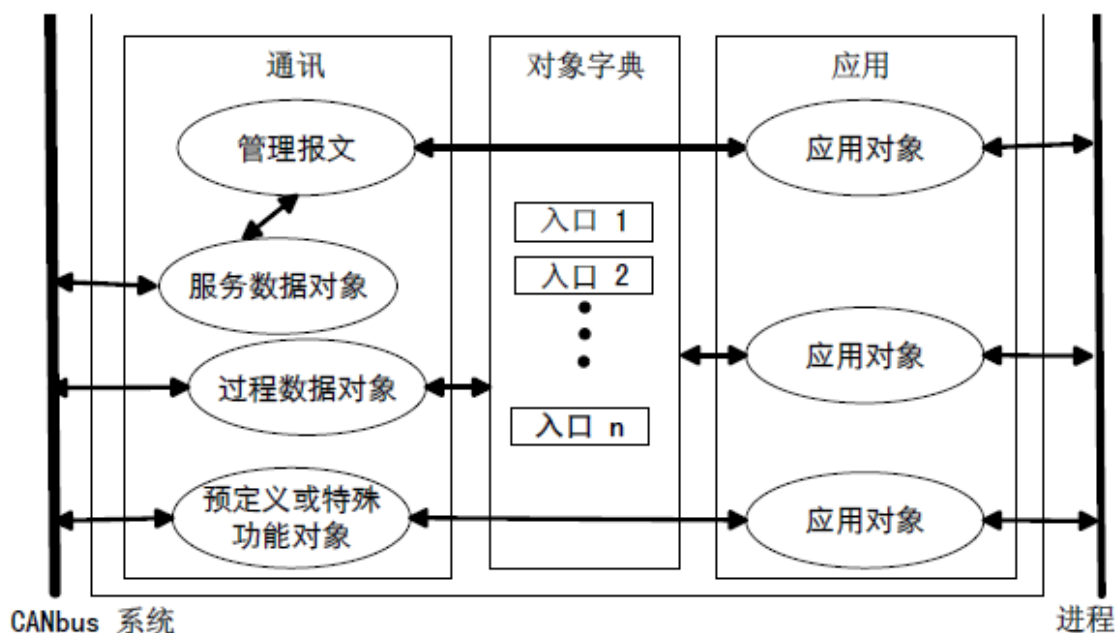 通讯
对象字典
应用
管理报文
应用对象
入口 1
服务数据对象
入口 2
过程数据对象
应用对象
入口 n
预定义或特殊
功能对象
应用对象
CANbus 系统
进程